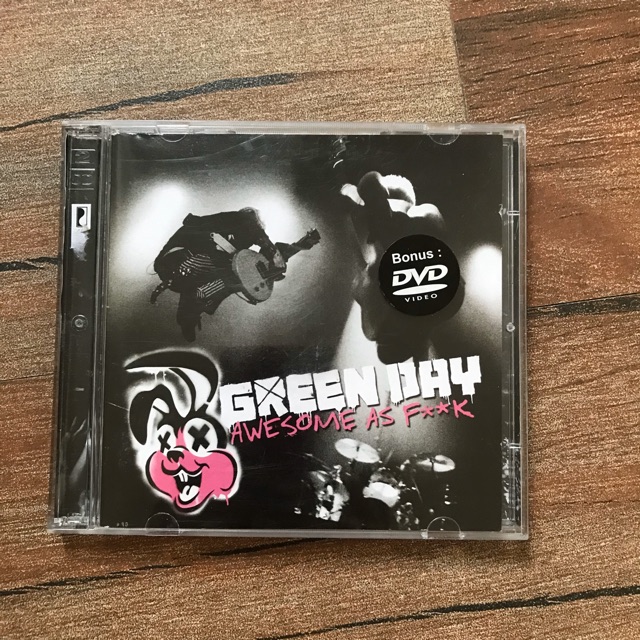 Bonus :
DVD
VIDEO
GREEN DAY
AWESOME AS F**K